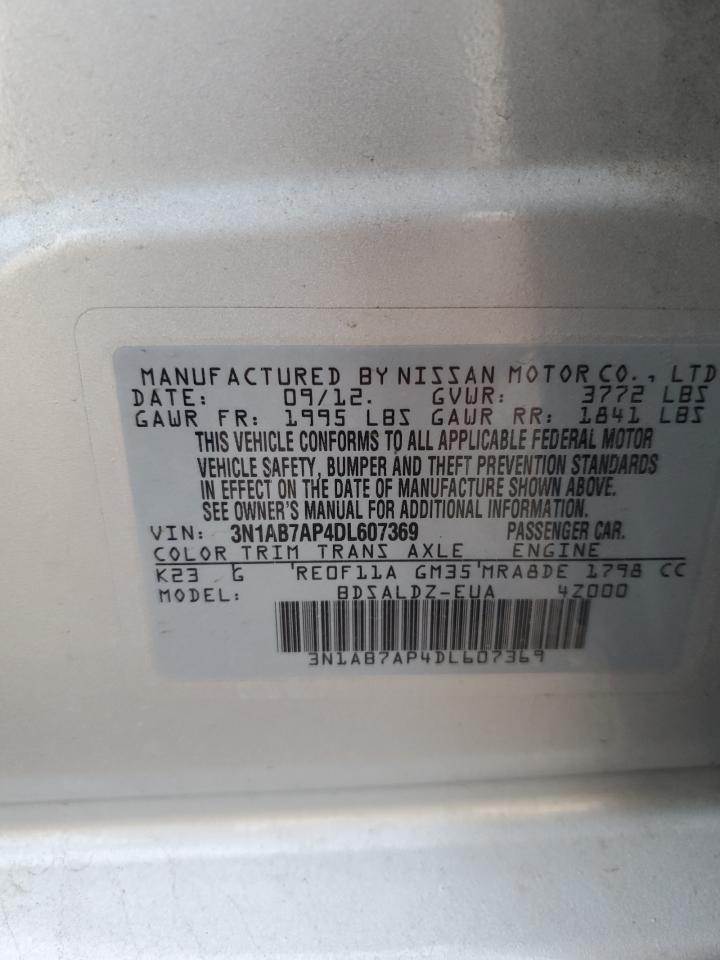 MANUFACTURED BY NISSAN MOTOR CO., LTD
DATE: 09/12. GVWR: 3772 LBS
GAWR FR: 1995 LBS GAWR RR: 1841 LBS
THIS VEHICLE CONFORMS TO ALL APPLICABLE FEDERAL MOTOR
VEHICLE SAFETY, BUMPER AND THEFT PREVENTION STANDARDS
IN EFFECT ON THE DATE OF MANUFACTURE SHOWN ABOVE.
SEE OWNER'S MANUAL FOR ADDITIONAL INFORMATION.
VIN: 3N1AB7AP4DL607369 PASSENGER CAR.
COLOR TRIM TRANS AXLE ENGINE
K23 G 'RE0F11A GM35'MRA8DE 1798 CC
MODEL: BDSALDZ-EUA 4Z000
3N1AB7AP4DL607369